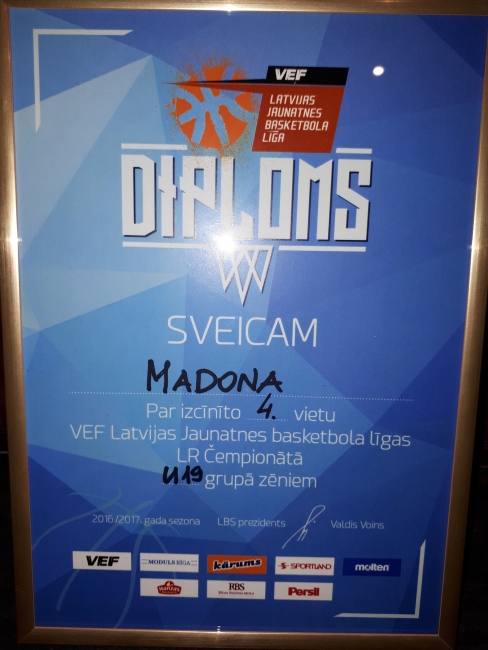 VEF
LATVIJAS
JAUNATNES
BASKETBOLA
LĪGA
DIPLOMS
SVEICAM
MADONA
Par izcīnīto 4. vietu
VEF Latvijas Jaunatnes basketbola līgas
LR Čempionātā
U19 grupā zēniem
2016/2017. gada sezona LBS prezidents Valdis Voins
VEF MODULS RĪGA kārums SPORTLAND molten
RBS Persil